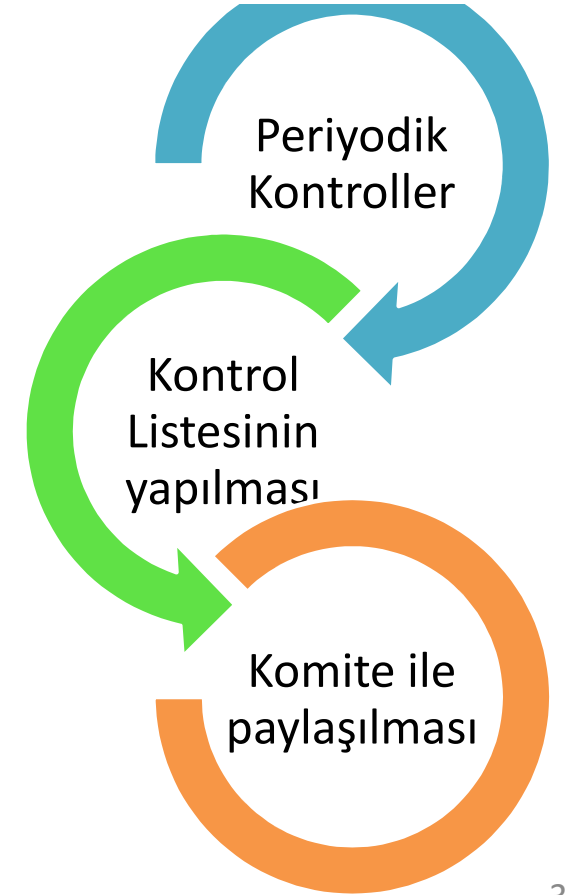 Periyodik
Kontroller
Kontrol
Listesinin
yapılması
Komite ile
paylaşılması